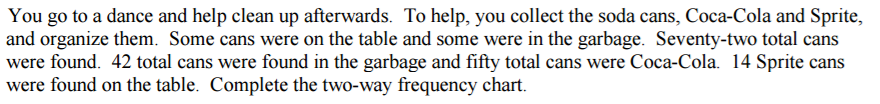 You go to a dance and help clean up afterwards.  To help, you collect the soda cans, Coca-Cola and Sprite,
and organize them.  Some cans were on the table and some were in the garbage.  Seventy-two total cans
were found.  42 total cans were found in the garbage and fifty total cans were Coca-Cola.  14 Sprite cans
were found on the table.  Complete the two-way frequency chart.